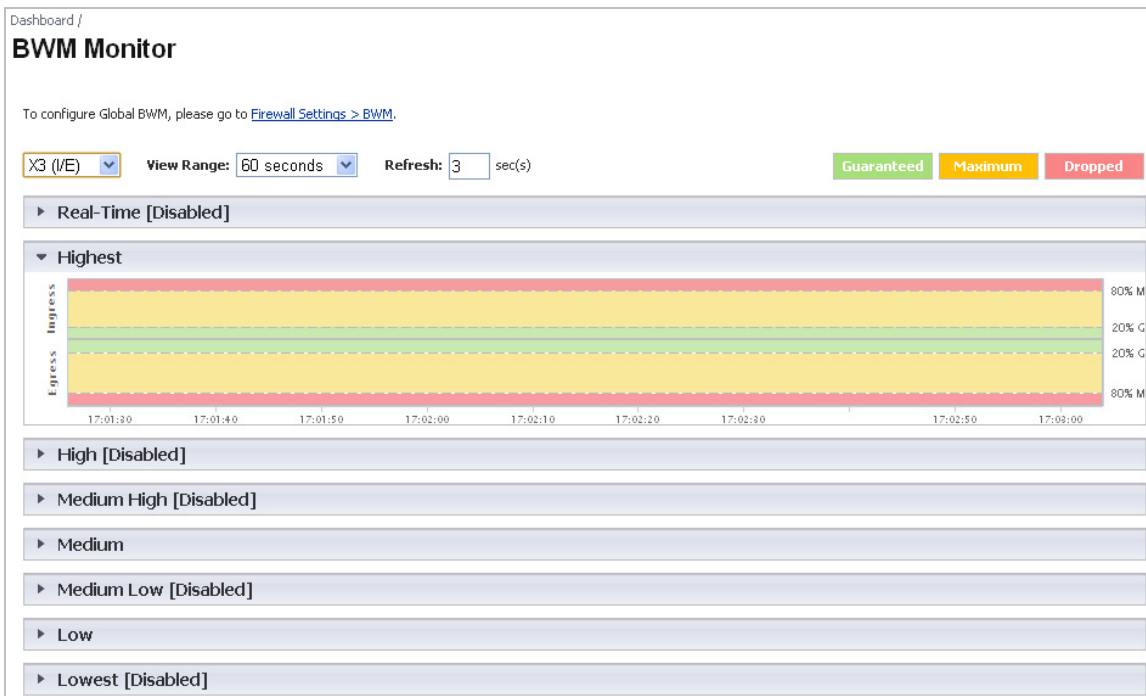 Dashboard /
BWM Monitor
To configure Global BWM, please go to Firewall Settings > BWM.
X3 (I/E) View Range: 60 seconds Refresh: 3 sec(s) Guaranteed Maximum Dropped
Real-Time [Disabled]
Highest
Ingress
80% M
20% G
Egress
20% G
80% M
17:01:30 17:01:40 17:01:50 17:02:00 17:02:10 17:02:20 17:02:30 17:02:50 17:03:00
High [Disabled]
Medium High [Disabled]
Medium
Medium Low [Disabled]
Low
Lowest [Disabled]